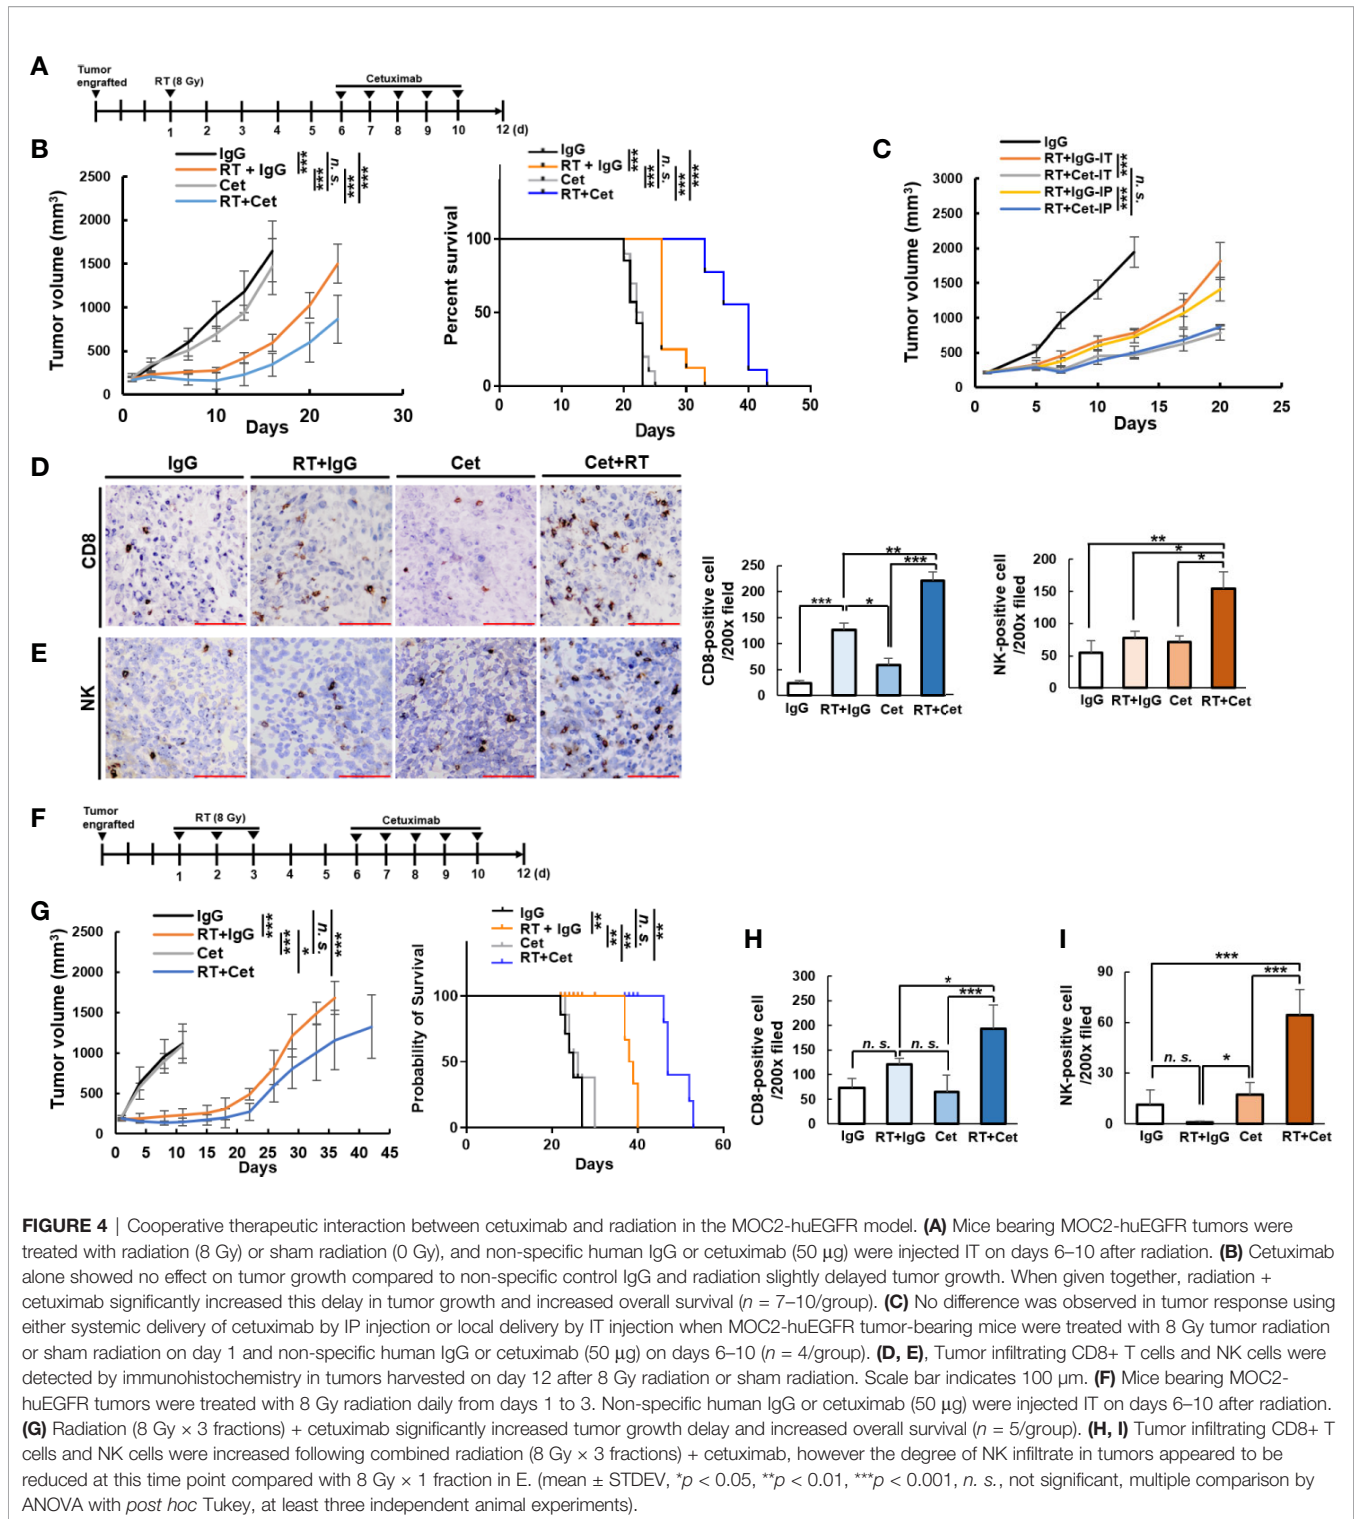 A
Tumor
engrafted
RT (8 Gy)
Cetuximab
1 2 3 4 5 6 7 8 9 10 12 (d)
B
IgG
RT + IgG
Cet
RT+Cet
*** *** n. s. *** ***
Tumor volume (mm3)
2500
2000
1500
1000
500
0
0 10 20 30
Days
IgG
RT + IgG
Cet
RT+Cet
*** *** n. s. *** ***
Percent survival
100
50
0
0 10 20 30 40 50
Days
C
IgG
RT+IgG-IT
RT+Cet-IT
RT+IgG-IP
RT+Cet-IP
*** *** n. s.
Tumor volume (mm3)
3000
2500
2000
1500
1000
500
0
0 5 10 15 20 25
Days
D
IgG RT+IgG Cet Cet+RT
CD8
E
NK
CD8-positive cell
/200x field
250
200
150
100
50
0
*** * *** **
IgG RT+IgG Cet RT+Cet
NK-positive cell
/200x filed
200
150
100
50
0
** * *
IgG RT+IgG Cet RT+Cet
F
Tumor
engrafted
RT (8 Gy)
Cetuximab
1 2 3 4 5 6 7 8 9 10 12 (d)
G
IgG
RT+IgG
Cet
RT+Cet
*** *** * n. s. ***
Tumor volume (mm3)
2500
2000
1500
1000
500
0
0 5 10 15 20 25 30 35 40 45
Days
IgG
RT + IgG
Cet
RT+Cet
** ** ** n. s. **
Probability of Survival
100
50
0
0 20 40 60
Days
H
CD8-positive cell
/200x filed
300
250
200
150
100
50
0
n. s. n. s. *** *
IgG RT+IgG Cet RT+Cet
I
NK-positive cell
/200x filed
90
60
30
0
n. s. * *** ***
IgG RT+IgG Cet RT+Cet
FIGURE 4 | Cooperative therapeutic interaction between cetuximab and radiation in the MOC2-huEGFR model. (A) Mice bearing MOC2-huEGFR tumors were
treated with radiation (8 Gy) or sham radiation (0 Gy), and non-specific human IgG or cetuximab (50 μg) were injected IT on days 6–10 after radiation. (B) Cetuximab
alone showed no effect on tumor growth compared to non-specific control IgG and radiation slightly delayed tumor growth. When given together, radiation +
cetuximab significantly increased this delay in tumor growth and increased overall survival (n = 7–10/group). (C) No difference was observed in tumor response using
either systemic delivery of cetuximab by IP injection or local delivery by IT injection when MOC2-huEGFR tumor-bearing mice were treated with 8 Gy tumor radiation
or sham radiation on day 1 and non-specific human IgG or cetuximab (50 μg) on days 6–10 (n = 4/group). (D, E), Tumor infiltrating CD8+ T cells and NK cells were
detected by immunohistochemistry in tumors harvested on day 12 after 8 Gy radiation or sham radiation. Scale bar indicates 100 μm. (F) Mice bearing MOC2-
huEGFR tumors were treated with 8 Gy radiation daily from days 1 to 3. Non-specific human IgG or cetuximab (50 μg) were injected IT on days 6–10 after radiation.
(G) Radiation (8 Gy × 3 fractions) + cetuximab significantly increased tumor growth delay and increased overall survival (n = 5/group). (H, I) Tumor infiltrating CD8+ T
cells and NK cells were increased following combined radiation (8 Gy × 3 fractions) + cetuximab, however the degree of NK infiltrate in tumors appeared to be
reduced at this time point compared with 8 Gy × 1 fraction in E. (mean ± STDEV, *p < 0.05, **p < 0.01, ***p < 0.001, n. s., not significant, multiple comparison by
ANOVA with post hoc Tukey, at least three independent animal experiments).